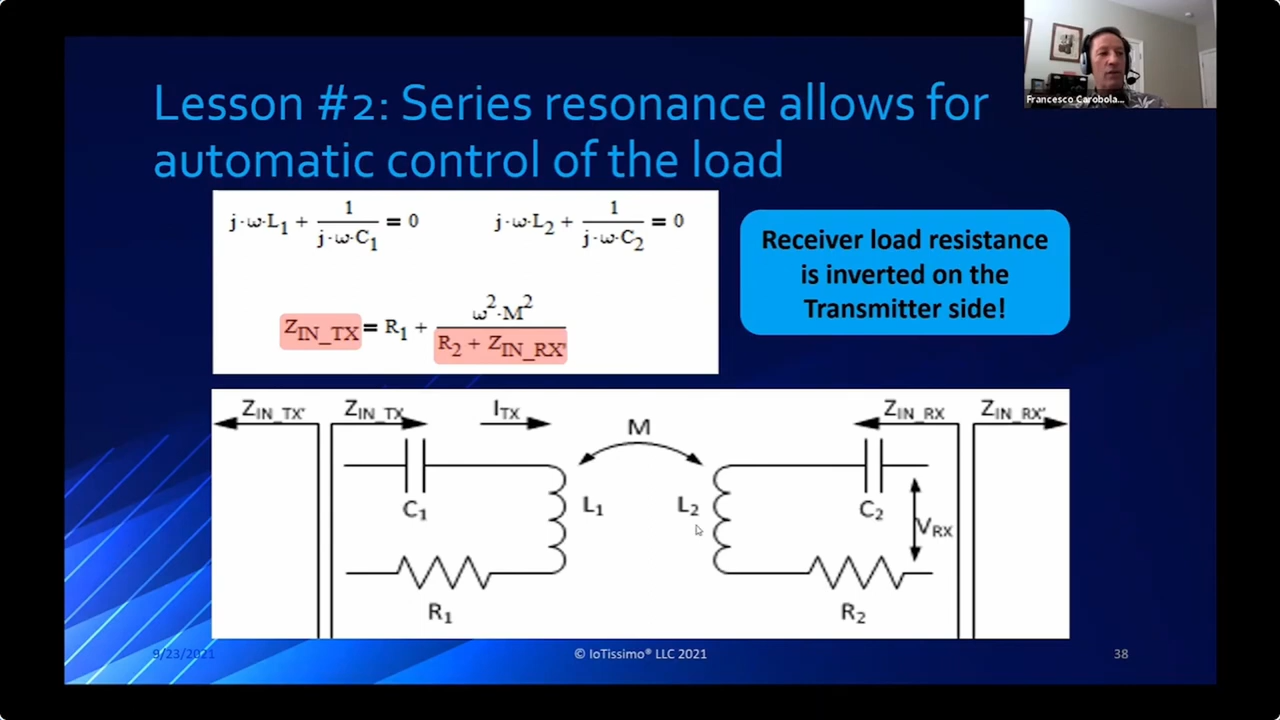 Francesco Carobola...
Lesson #2: Series resonance allows for
automatic control of the load
j·ω·L₁ + 1/(j·ω·C₁) = 0
j·ω·L₂ + 1/(j·ω·C₂) = 0
Z_IN_TX = R₁ + ω²·M²/(R₂ + Z_IN_RX')
Receiver load resistance
is inverted on the
Transmitter side!
Z_IN_TX' Z_IN_TX I_TX M Z_IN_RX Z_IN_RX'
C₁ L₁ L₂ C₂ V_RX
R₁ R₂
9/23/2021 © IoTissimo® LLC 2021 38